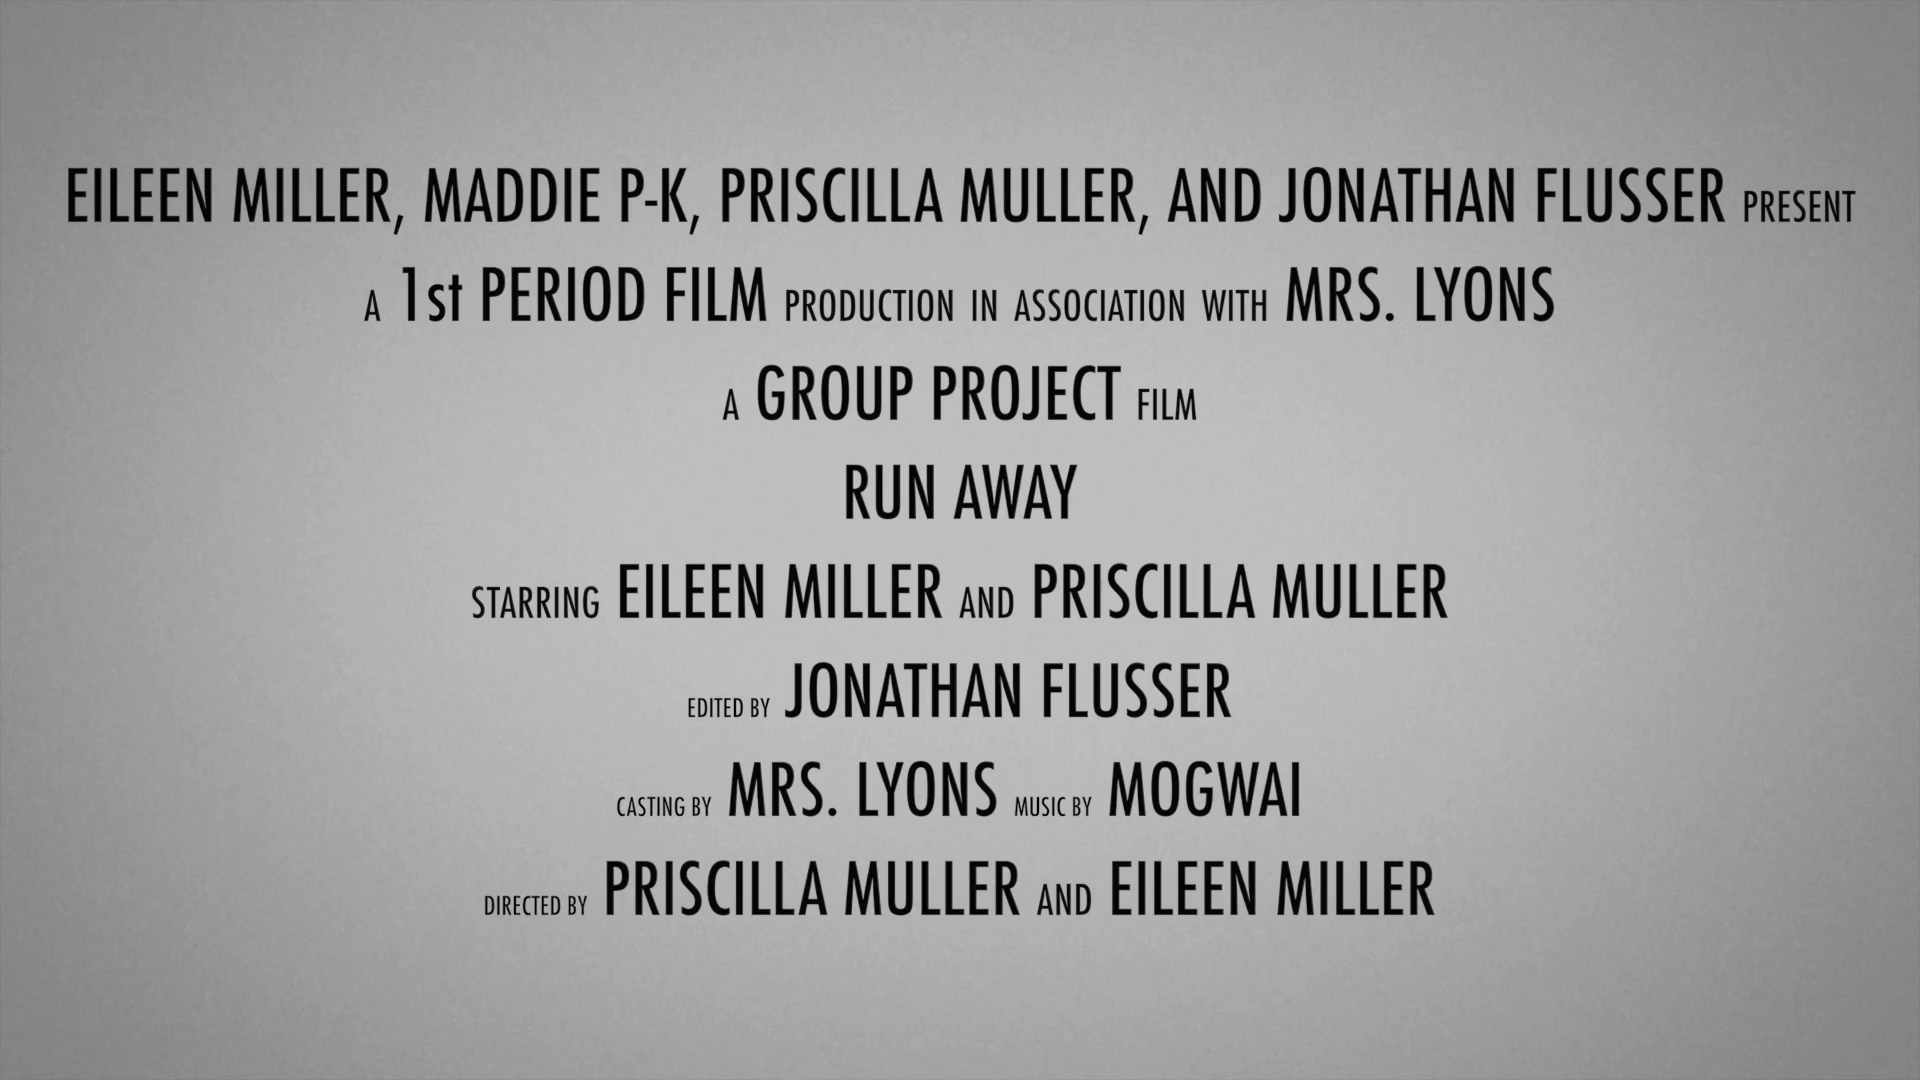 EILEEN MILLER, MADDIE P-K, PRISCILLA MULLER, AND JONATHAN FLUSSER PRESENT
A 1st PERIOD FILM PRODUCTION IN ASSOCIATION WITH MRS. LYONS
A GROUP PROJECT FILM
RUN AWAY
STARRING EILEEN MILLER AND PRISCILLA MULLER
EDITED BY JONATHAN FLUSSER
CASTING BY MRS. LYONS MUSIC BY MOGWAI
DIRECTED BY PRISCILLA MULLER AND EILEEN MILLER